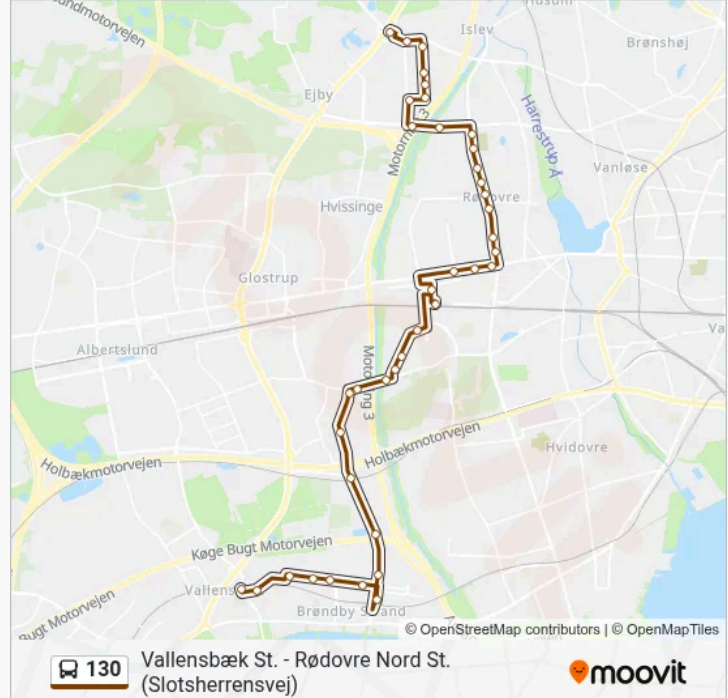 Husum
Islev
Brønshøj
sundmotorvejen
Ejby
Harrestrup Å
Motorring 3
Vanløse
Rødovre
Hvissinge
Glostrup
Albertslund
Motorring 3
Holbækmotorvejen
Holbækmotorvejen
Hvidovre
Køge Bugt Motorvejen
Vallens
Bugt Motorvejen
Brøndby Strand
© OpenStreetMap contributors | © OpenMapTiles
130
Vallensbæk St. - Rødovre Nord St.
(Slotsherrensvej)
moovit